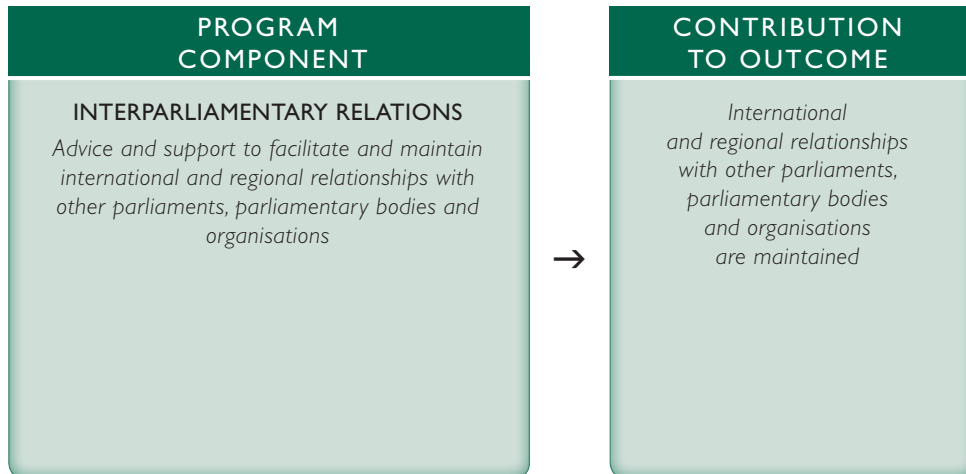 PROGRAM
COMPONENT
INTERPARLIAMENTARY RELATIONS
Advice and support to facilitate and maintain
international and regional relationships with
other parliaments, parliamentary bodies and
organisations
→
CONTRIBUTION
TO OUTCOME
International
and regional relationships
with other parliaments,
parliamentary bodies
and organisations
are maintained